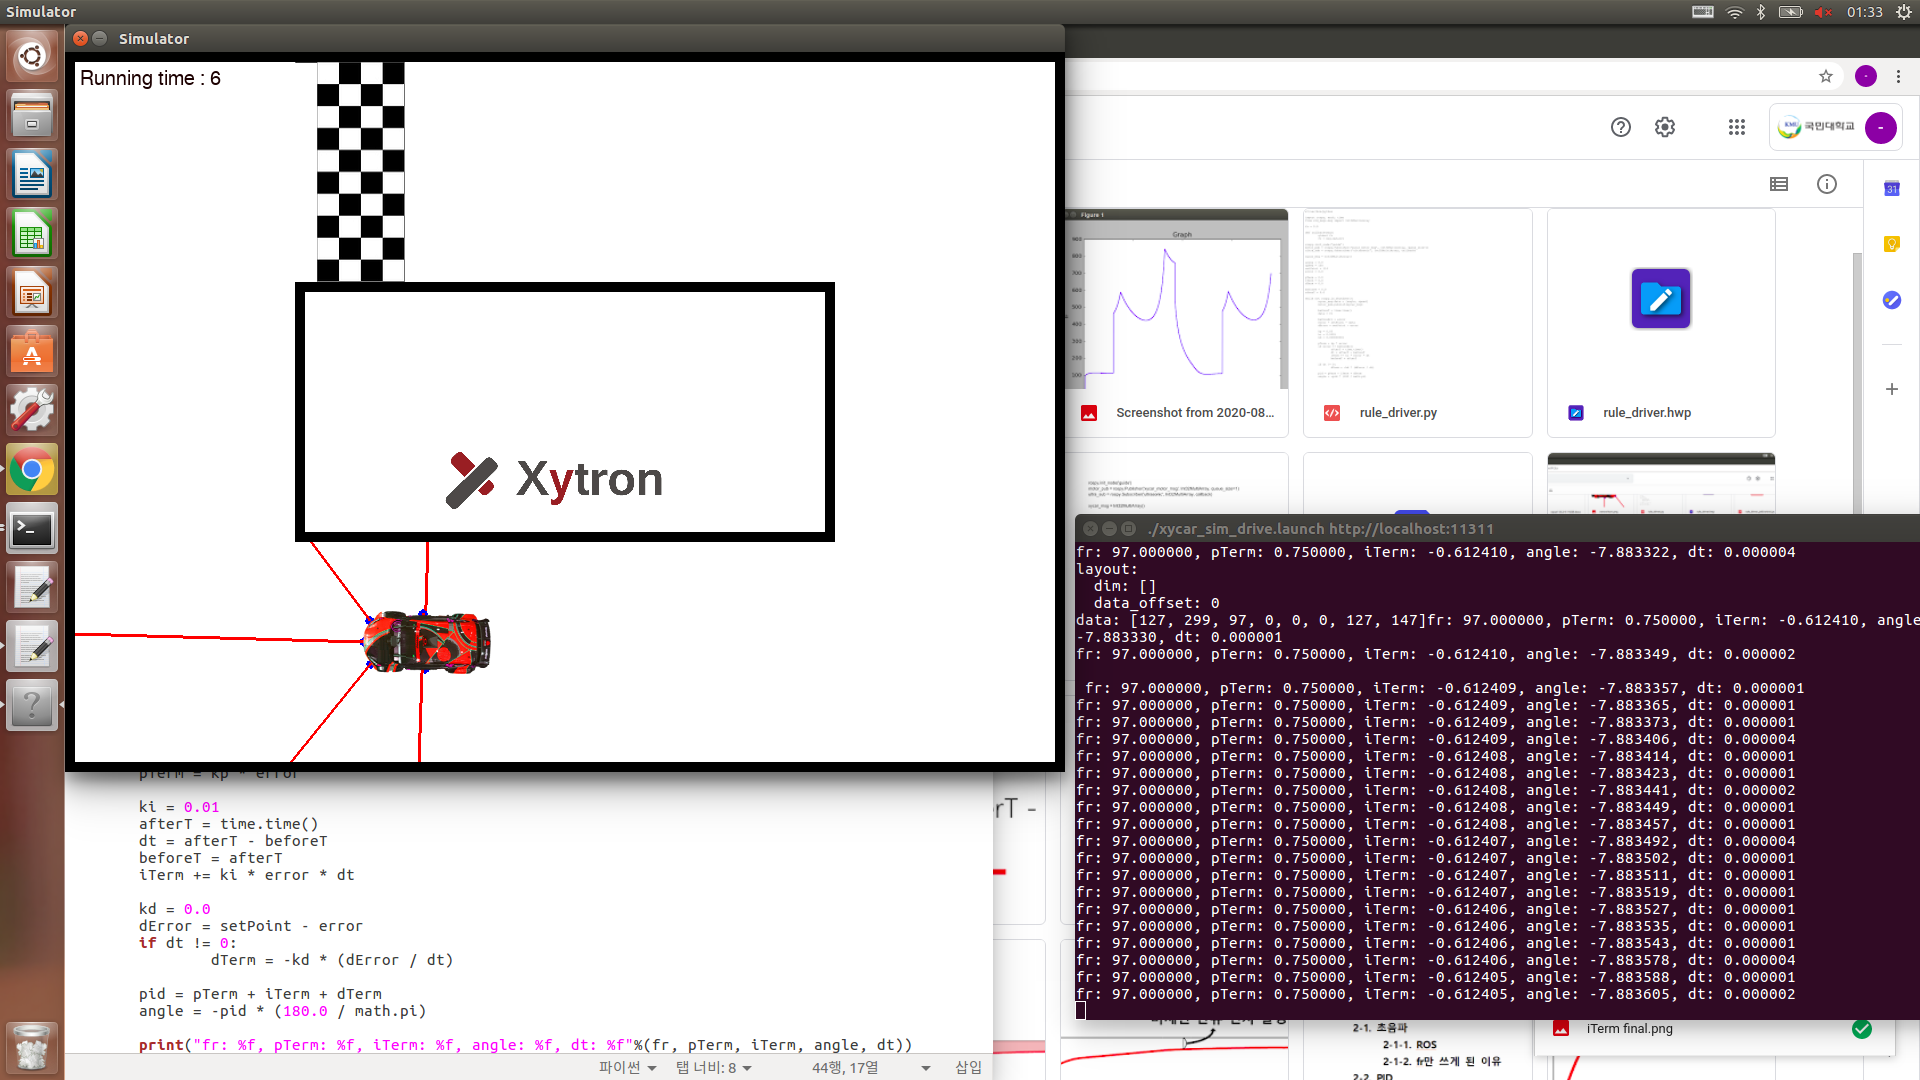 Simulator
01:33
Simulator
Running time : 6
Xytron
국민대학교
31
Figure 1
Graph
Screenshot from 2020-08...
rule_driver.py
rule_driver.hwp
./xycar_sim_drive.launch http://localhost:11311
fr: 97.000000, pTerm: 0.750000, iTerm: -0.612410, angle: -7.883322, dt: 0.000004
layout:
  dim: []
  data_offset: 0
data: [127, 299, 97, 0, 0, 0, 127, 147]fr: 97.000000, pTerm: 0.750000, iTerm: -0.612410, angle:
-7.883330, dt: 0.000001
fr: 97.000000, pTerm: 0.750000, iTerm: -0.612410, angle: -7.883349, dt: 0.000002
 fr: 97.000000, pTerm: 0.750000, iTerm: -0.612409, angle: -7.883357, dt: 0.000001
fr: 97.000000, pTerm: 0.750000, iTerm: -0.612409, angle: -7.883365, dt: 0.000001
fr: 97.000000, pTerm: 0.750000, iTerm: -0.612409, angle: -7.883373, dt: 0.000001
fr: 97.000000, pTerm: 0.750000, iTerm: -0.612409, angle: -7.883406, dt: 0.000004
fr: 97.000000, pTerm: 0.750000, iTerm: -0.612408, angle: -7.883414, dt: 0.000001
fr: 97.000000, pTerm: 0.750000, iTerm: -0.612408, angle: -7.883423, dt: 0.000001
fr: 97.000000, pTerm: 0.750000, iTerm: -0.612408, angle: -7.883441, dt: 0.000002
fr: 97.000000, pTerm: 0.750000, iTerm: -0.612408, angle: -7.883449, dt: 0.000001
fr: 97.000000, pTerm: 0.750000, iTerm: -0.612408, angle: -7.883457, dt: 0.000001
fr: 97.000000, pTerm: 0.750000, iTerm: -0.612407, angle: -7.883492, dt: 0.000004
fr: 97.000000, pTerm: 0.750000, iTerm: -0.612407, angle: -7.883502, dt: 0.000001
fr: 97.000000, pTerm: 0.750000, iTerm: -0.612407, angle: -7.883511, dt: 0.000001
fr: 97.000000, pTerm: 0.750000, iTerm: -0.612407, angle: -7.883519, dt: 0.000001
fr: 97.000000, pTerm: 0.750000, iTerm: -0.612406, angle: -7.883527, dt: 0.000001
fr: 97.000000, pTerm: 0.750000, iTerm: -0.612406, angle: -7.883535, dt: 0.000001
fr: 97.000000, pTerm: 0.750000, iTerm: -0.612406, angle: -7.883543, dt: 0.000001
fr: 97.000000, pTerm: 0.750000, iTerm: -0.612406, angle: -7.883578, dt: 0.000004
fr: 97.000000, pTerm: 0.750000, iTerm: -0.612405, angle: -7.883588, dt: 0.000001
fr: 97.000000, pTerm: 0.750000, iTerm: -0.612405, angle: -7.883605, dt: 0.000002
pTerm = kp * error
ki = 0.01
afterT = time.time()
dt = afterT - beforeT
beforeT = afterT
iTerm += ki * error * dt
kd = 0.0
dError = setPoint - error
if dt != 0:
        dTerm = -kd * (dError / dt)
pid = pTerm + iTerm + dTerm
angle = -pid * (180.0 / math.pi)
print("fr: %f, pTerm: %f, iTerm: %f, angle: %f, dt: %f"%(fr, pTerm, iTerm, angle, dt))
파이썬 탭 너비: 8 44행, 17열 삽입
iTerm final.png
2-1. 초음파
2-1-1. ROS
2-1-2. fr만 쓰게 된 이유
2-2. PID